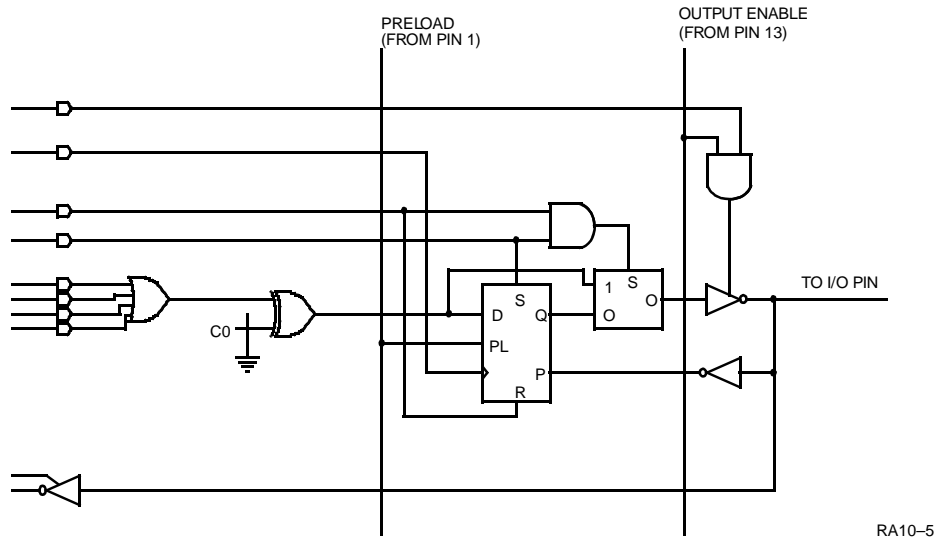 PRELOAD
(FROM PIN 1)
OUTPUT ENABLE
(FROM PIN 13)
S
1
O
O
TO I/O PIN
S
D
Q
PL
P
R
C0
RA10–5